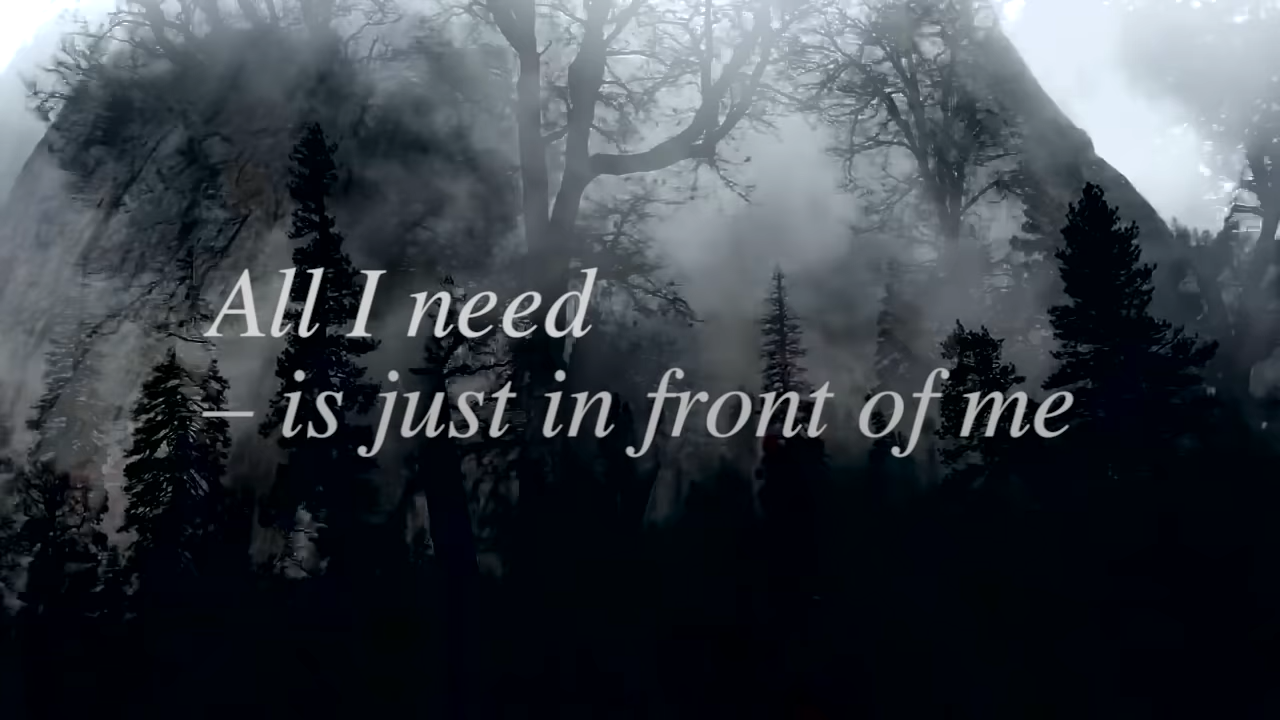 All I need
– is just in front of me